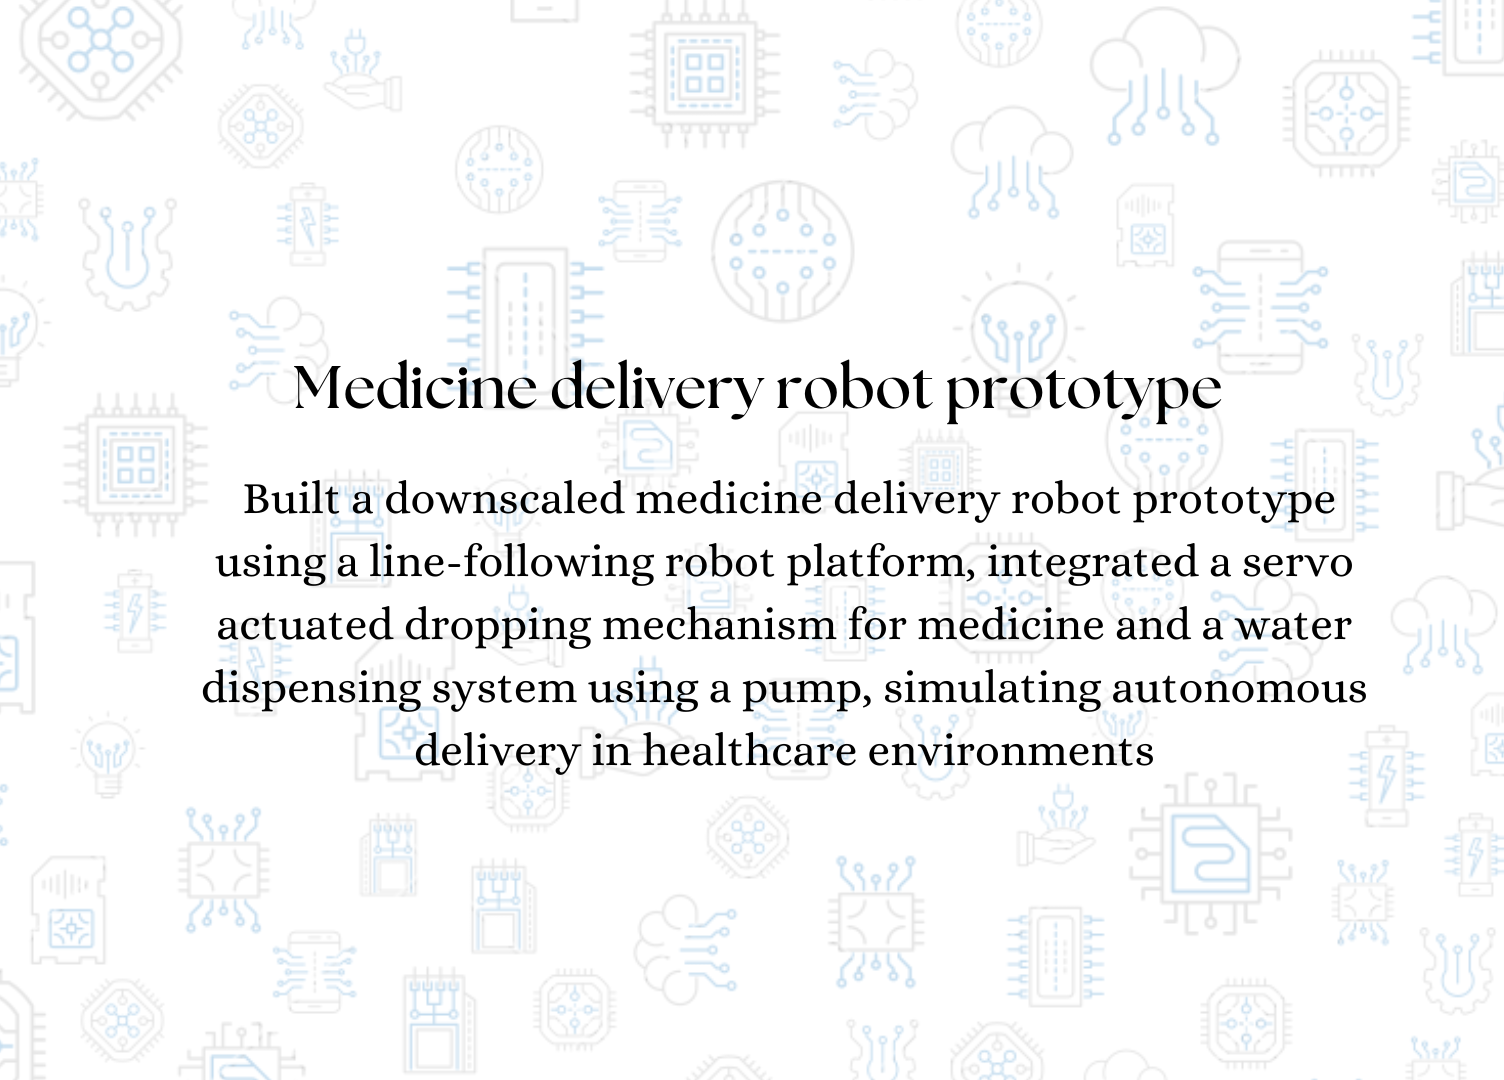 Medicine delivery robot prototype
Built a downscaled medicine delivery robot prototype
using a line-following robot platform, integrated a servo
actuated dropping mechanism for medicine and a water
dispensing system using a pump, simulating autonomous
delivery in healthcare environments